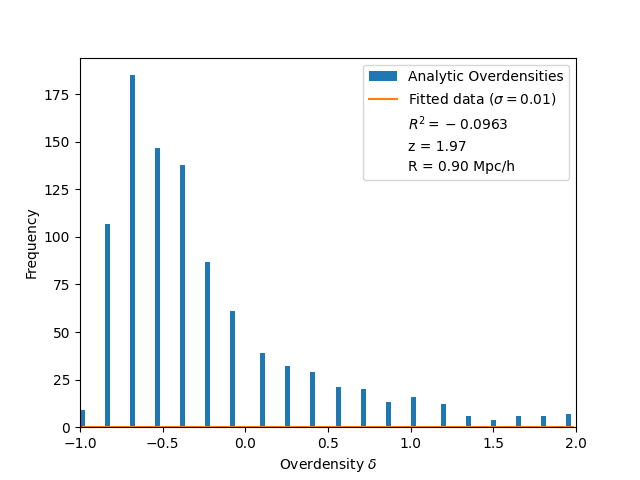 175
150
125
100
75
50
25
0
Frequency
−1.0 −0.5 0.0 0.5 1.0 1.5 2.0
Overdensity δ
Analytic Overdensities
Fitted data (σ = 0.01)
R² = −0.0963
z = 1.97
R = 0.90 Mpc/h